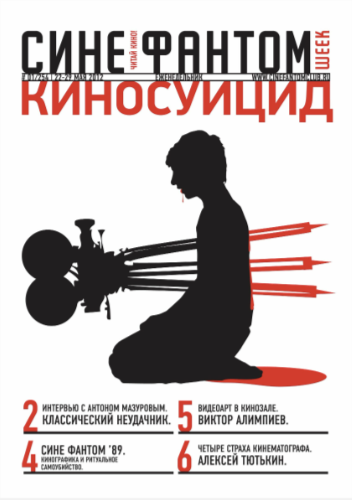 СИНЕ ФАНТОМ
ЧИТАЙ КИНО!
WEEK
# 01/254 | 23-29 МАЯ 2012 ЕЖЕНЕДЕЛЬНИК WWW.CINEFANTOMCLUB.RU
КИНОСУИЦИД
2 ИНТЕРВЬЮ С АНТОНОМ МАЗУРОВЫМ.
КЛАССИЧЕСКИЙ НЕУДАЧНИК.
5 ВИДЕОАРТ В КИНОЗАЛЕ.
ВИКТОР АЛИМПИЕВ.
4 СИНЕ ФАНТОМ '89.
КИНОГРАФИКА И РИТУАЛЬНОЕ
САМОУБИЙСТВО.
6 ЧЕТЫРЕ СТРАХА КИНЕМАТОГРАФА.
АЛЕКСЕЙ ТЮТЬКИН.